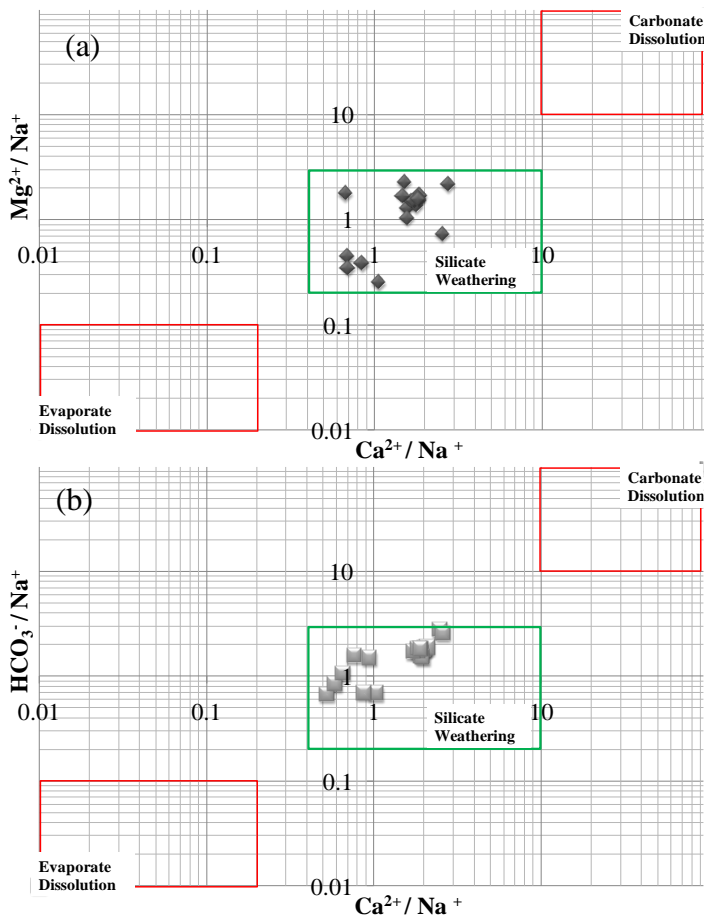 (a)
Carbonate
Dissolution
10
Mg²⁺/ Na⁺
1
0.01
0.1
1
10
Silicate
Weathering
0.1
Evaporate
Dissolution
0.01
Ca²⁺/ Na ⁺
(b)
Carbonate
Dissolution
10
HCO₃⁻/ Na⁺
1
0.01
0.1
1
10
Silicate
Weathering
0.1
Evaporate
Dissolution
0.01
Ca²⁺/ Na ⁺